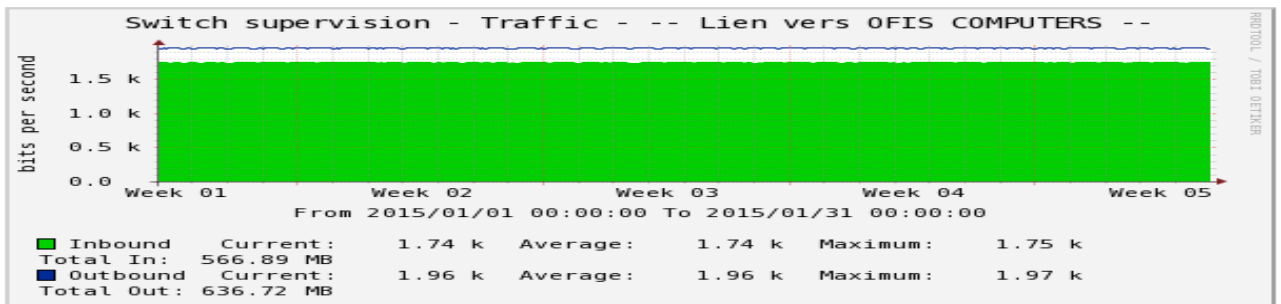 Switch supervision - Traffic - -- Lien vers OFIS COMPUTERS --
RRDTOOL / TOBI OETIKER
bits per second
1.5 k
1.0 k
0.5 k
0.0
Week 01 Week 02 Week 03 Week 04 Week 05
From 2015/01/01 00:00:00 To 2015/01/31 00:00:00
Inbound Current: 1.74 k Average: 1.74 k Maximum: 1.75 k
Total In: 566.89 MB
Outbound Current: 1.96 k Average: 1.96 k Maximum: 1.97 k
Total Out: 636.72 MB